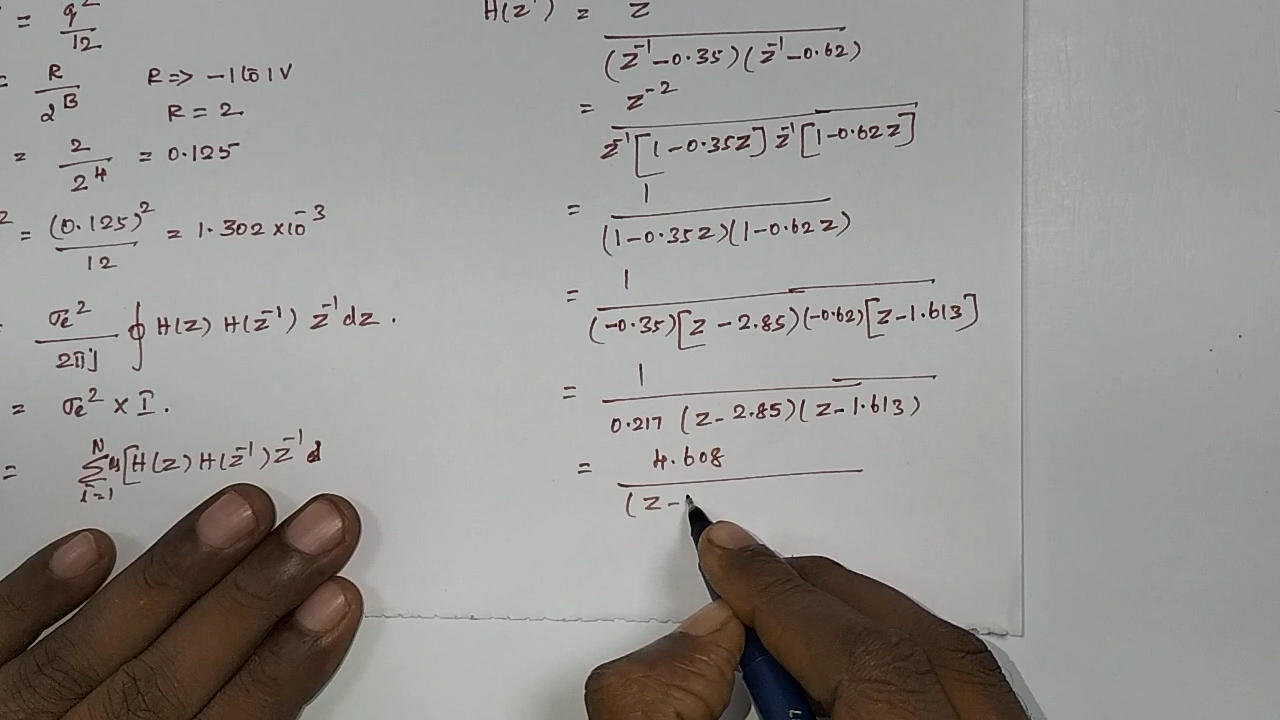 = q²/12
= R/2^B R => -1 to 1V
R = 2
= 2/2⁴ = 0.125
² = (0.125)²/12 = 1.302 × 10⁻³
σe²/2πj ∮ H(z) H(z⁻¹) z⁻¹ dz.
= σe² × I.
= N Σ i=1 [H(z) H(z⁻¹) z⁻¹ d
H(z⁻¹) = z / (z⁻¹-0.35)(z⁻¹-0.62)
= z⁻² / z⁻¹[1-0.35z] z⁻¹[1-0.62z]
= 1 / (1-0.35z)(1-0.62z)
= 1 / (-0.35)[z-2.85)(-0.62)[z-1.613]
= 1 / 0.217 (z-2.85)(z-1.613)
= 4.608 / (z-